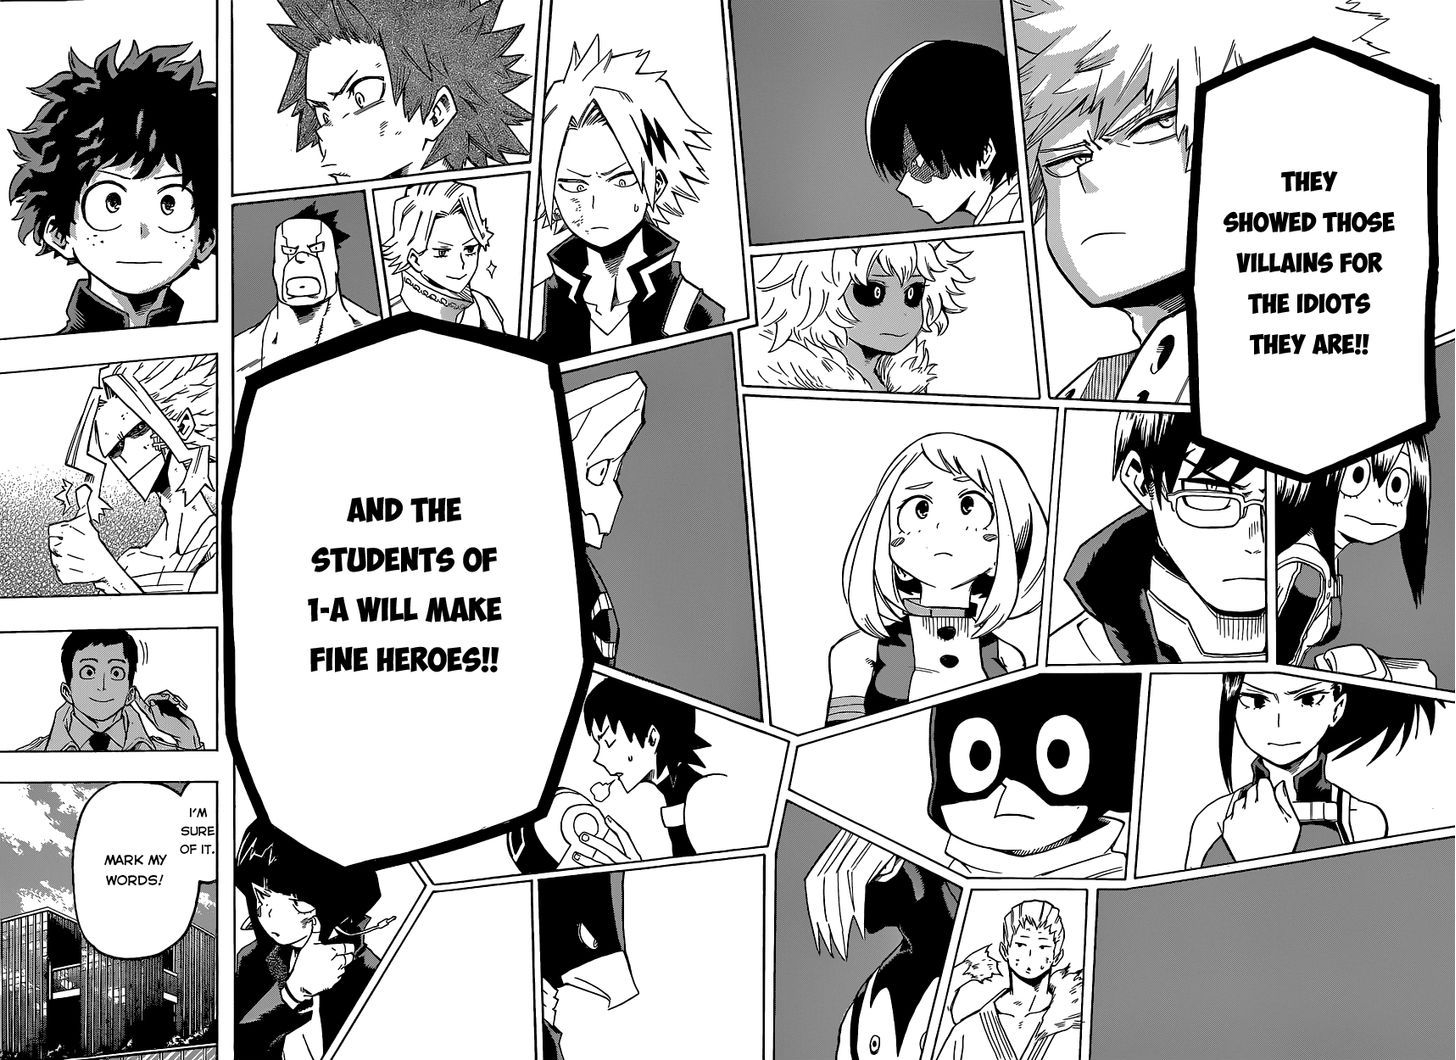 THEY
SHOWED THOSE
VILLAINS FOR
THE IDIOTS
THEY ARE!!
AND THE
STUDENTS OF
1-A WILL MAKE
FINE HEROES!!
I'M
SURE
OF IT.
MARK MY
WORDS!